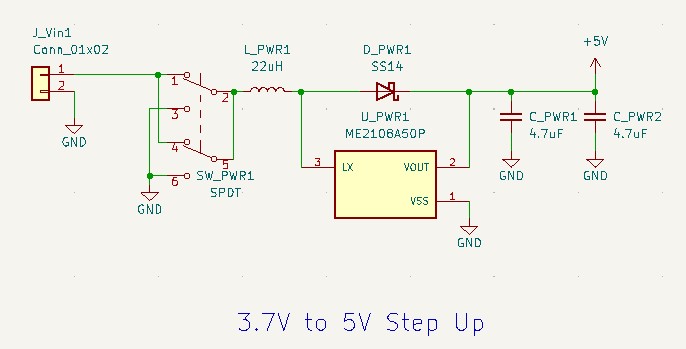 J_Vin1
Conn_01x02
1
2
GND
1
2
3
4
5
6
SW_PWR1
SPDT
GND
L_PWR1
22uH
D_PWR1
SS14
U_PWR1
ME2108A50P
3
LX
VOUT
2
VSS
1
GND
+5V
C_PWR1
4.7uF
GND
C_PWR2
4.7uF
GND
3.7V to 5V Step Up